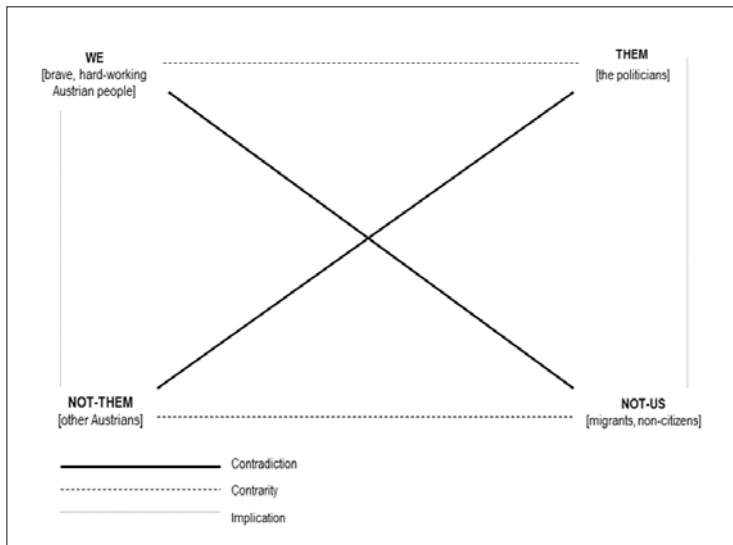 WE
[brave, hard-working
Austrian people]
THEM
[the politicians]
NOT-THEM
[other Austrians]
NOT-US
[migrants, non-citizens]
Contradiction
Contrarity
Implication